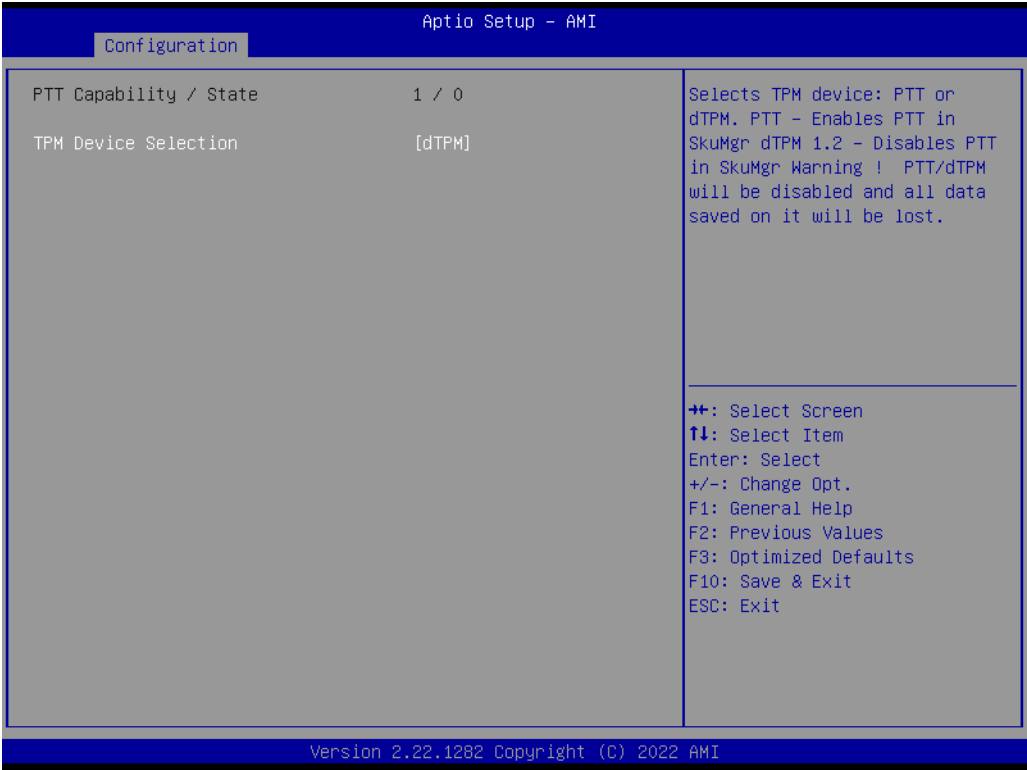 Aptio Setup – AMI
Configuration
PTT Capability / State 1 / 0
TPM Device Selection [dTPM]
Selects TPM device: PTT or
dTPM. PTT – Enables PTT in
SkuMgr dTPM 1.2 – Disables PTT
in SkuMgr Warning ! PTT/dTPM
will be disabled and all data
saved on it will be lost.
→←: Select Screen
↑↓: Select Item
Enter: Select
+/-: Change Opt.
F1: General Help
F2: Previous Values
F3: Optimized Defaults
F10: Save & Exit
ESC: Exit
Version 2.22.1282 Copyright (C) 2022 AMI